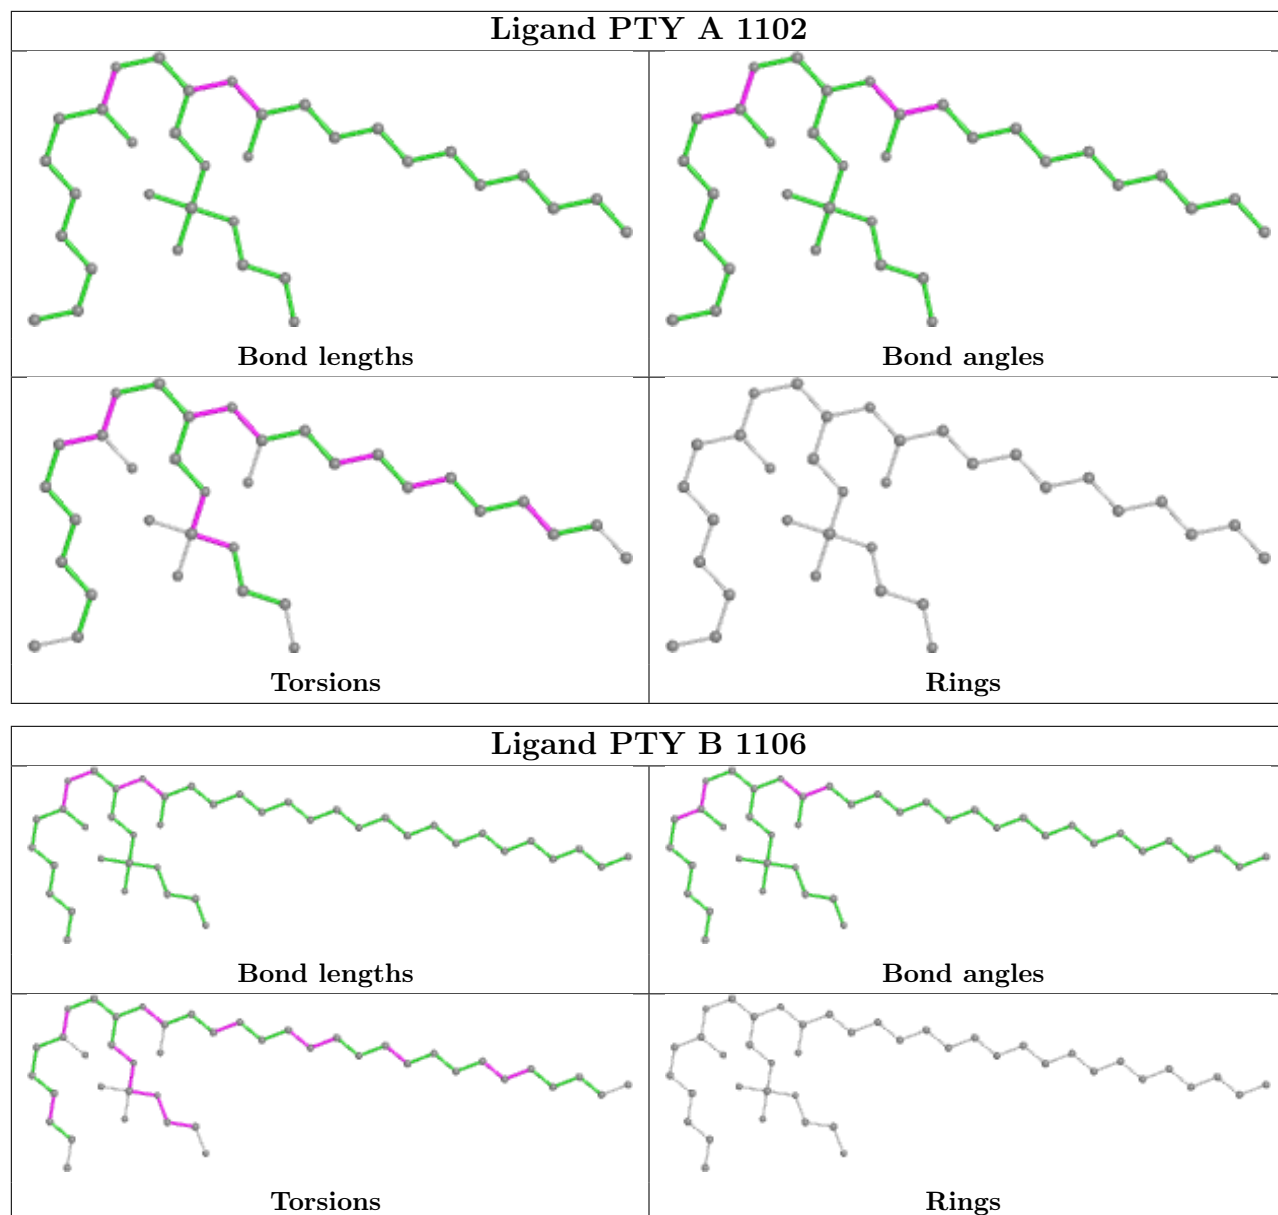 Ligand PTY A 1102
Bond lengths
Bond angles
Torsions
Rings
Ligand PTY B 1106
Bond lengths
Bond angles
Torsions
Rings